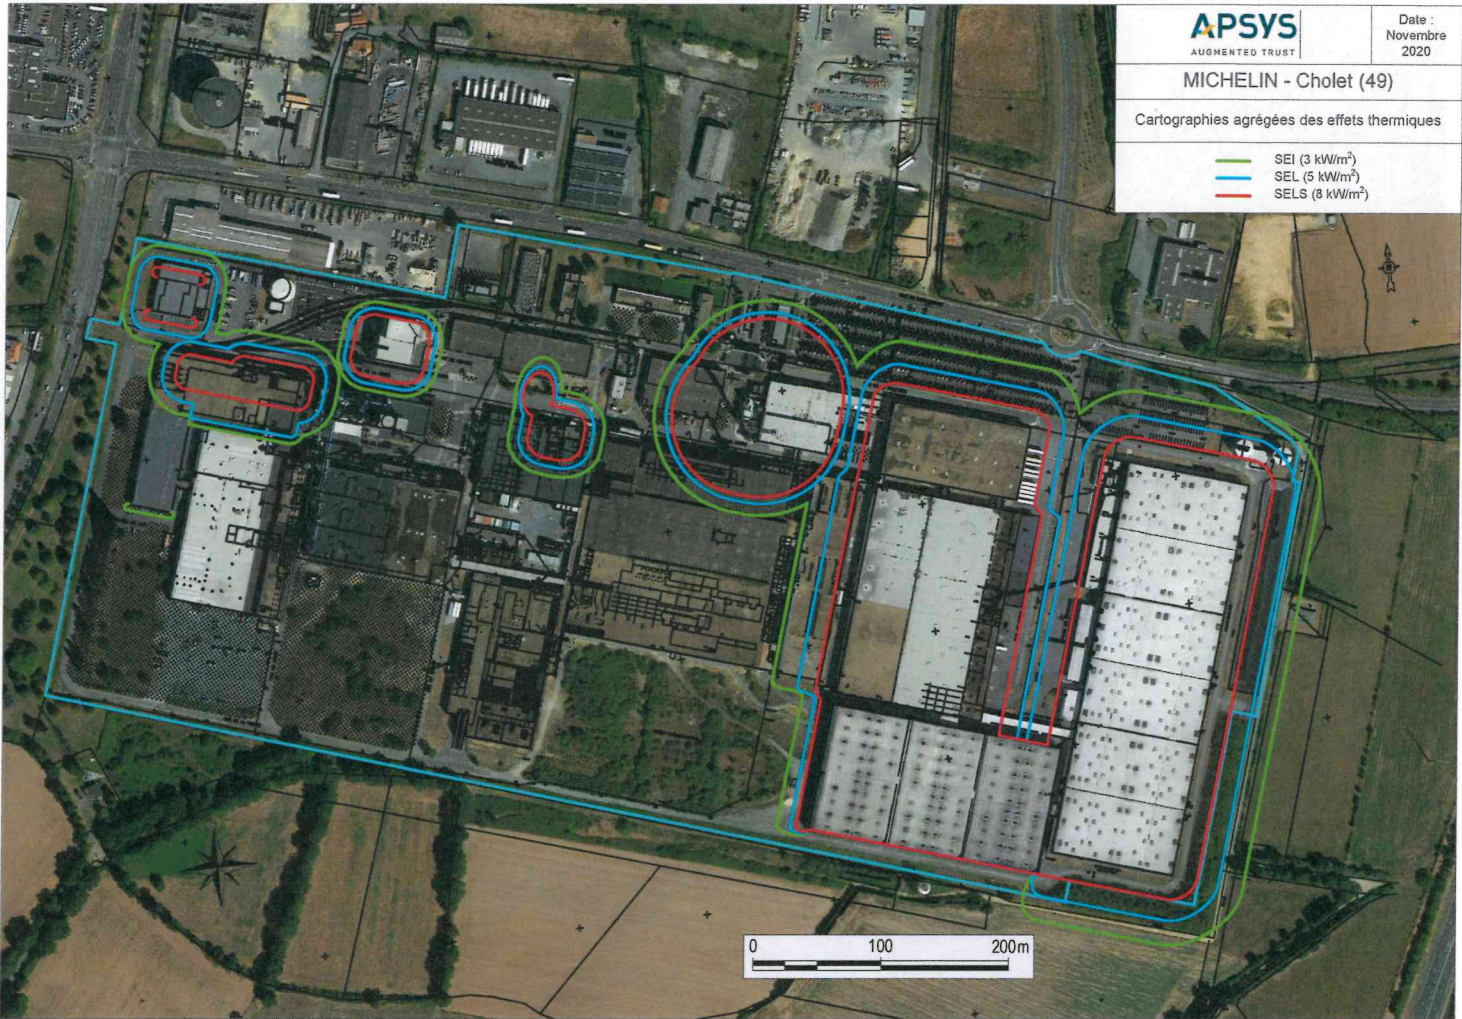 APSYS
AUGMENTED TRUST
Date :
Novembre
2020
MICHELIN - Cholet (49)
Cartographies agrégées des effets thermiques
SEI (3 kW/m²)
SEL (5 kW/m²)
SELS (8 kW/m²)
0 100 200m